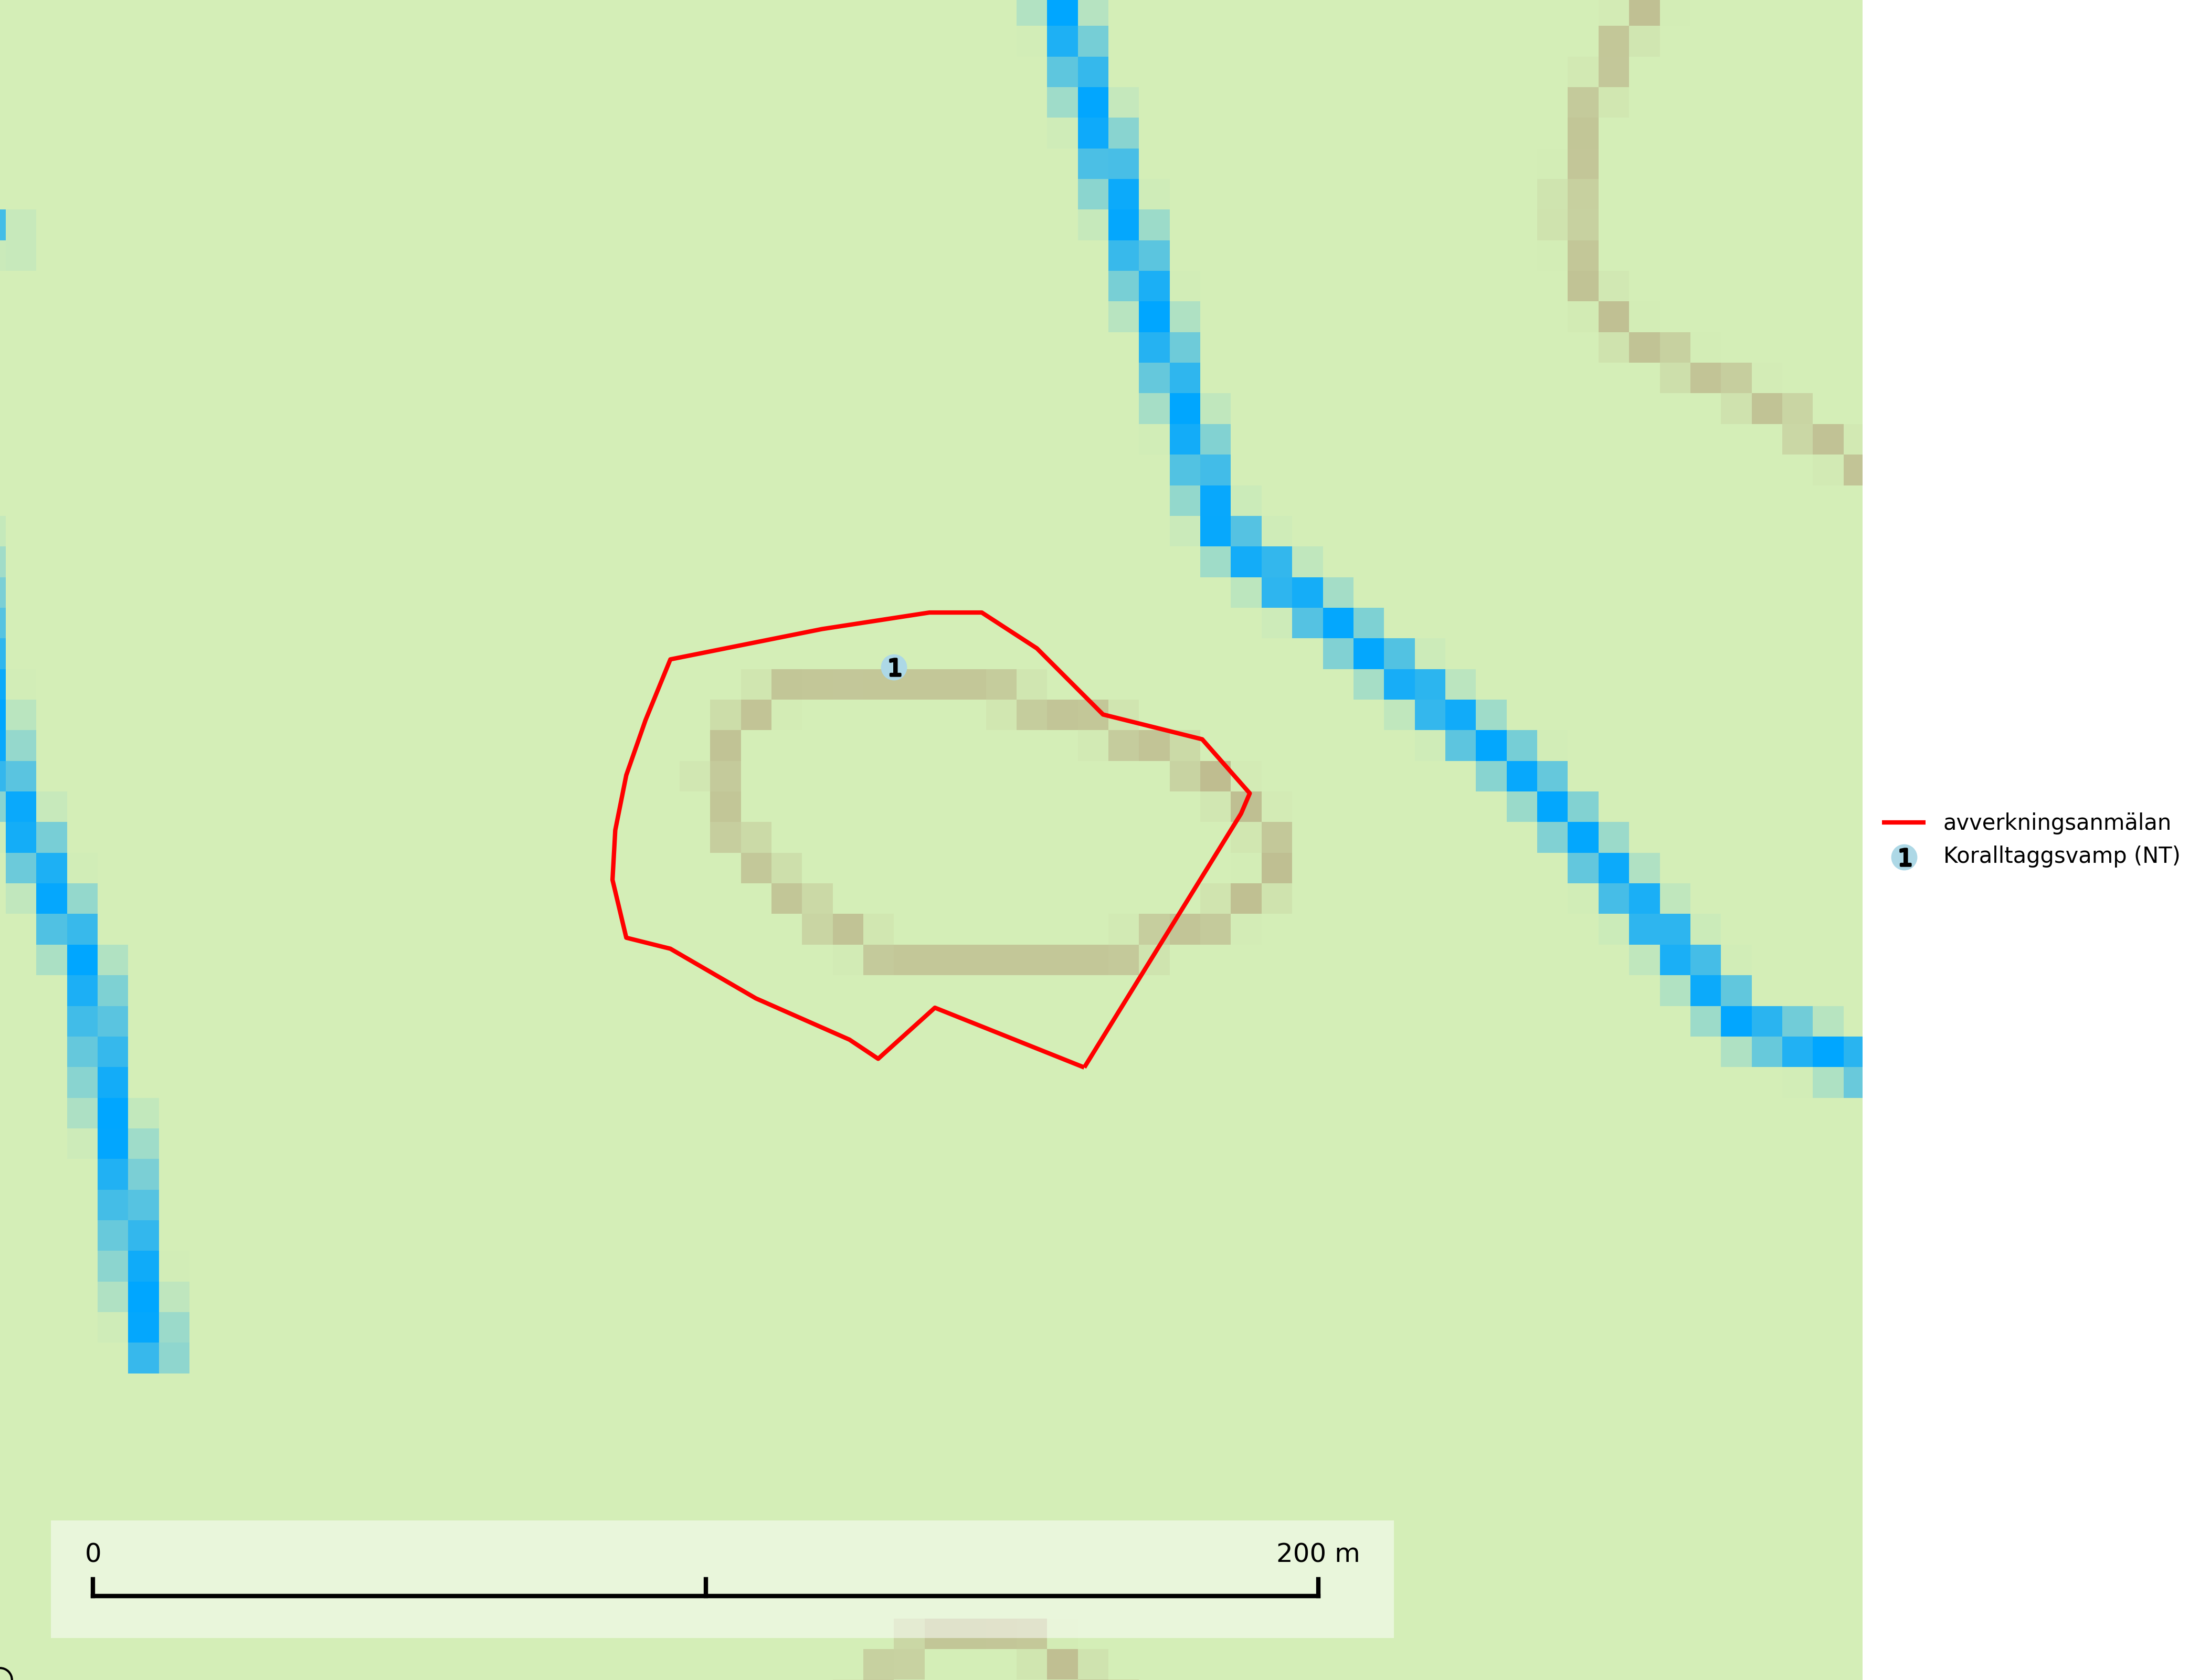 1
avverkningsanmälan
1 Koralltaggsvamp (NT)
0 200 m